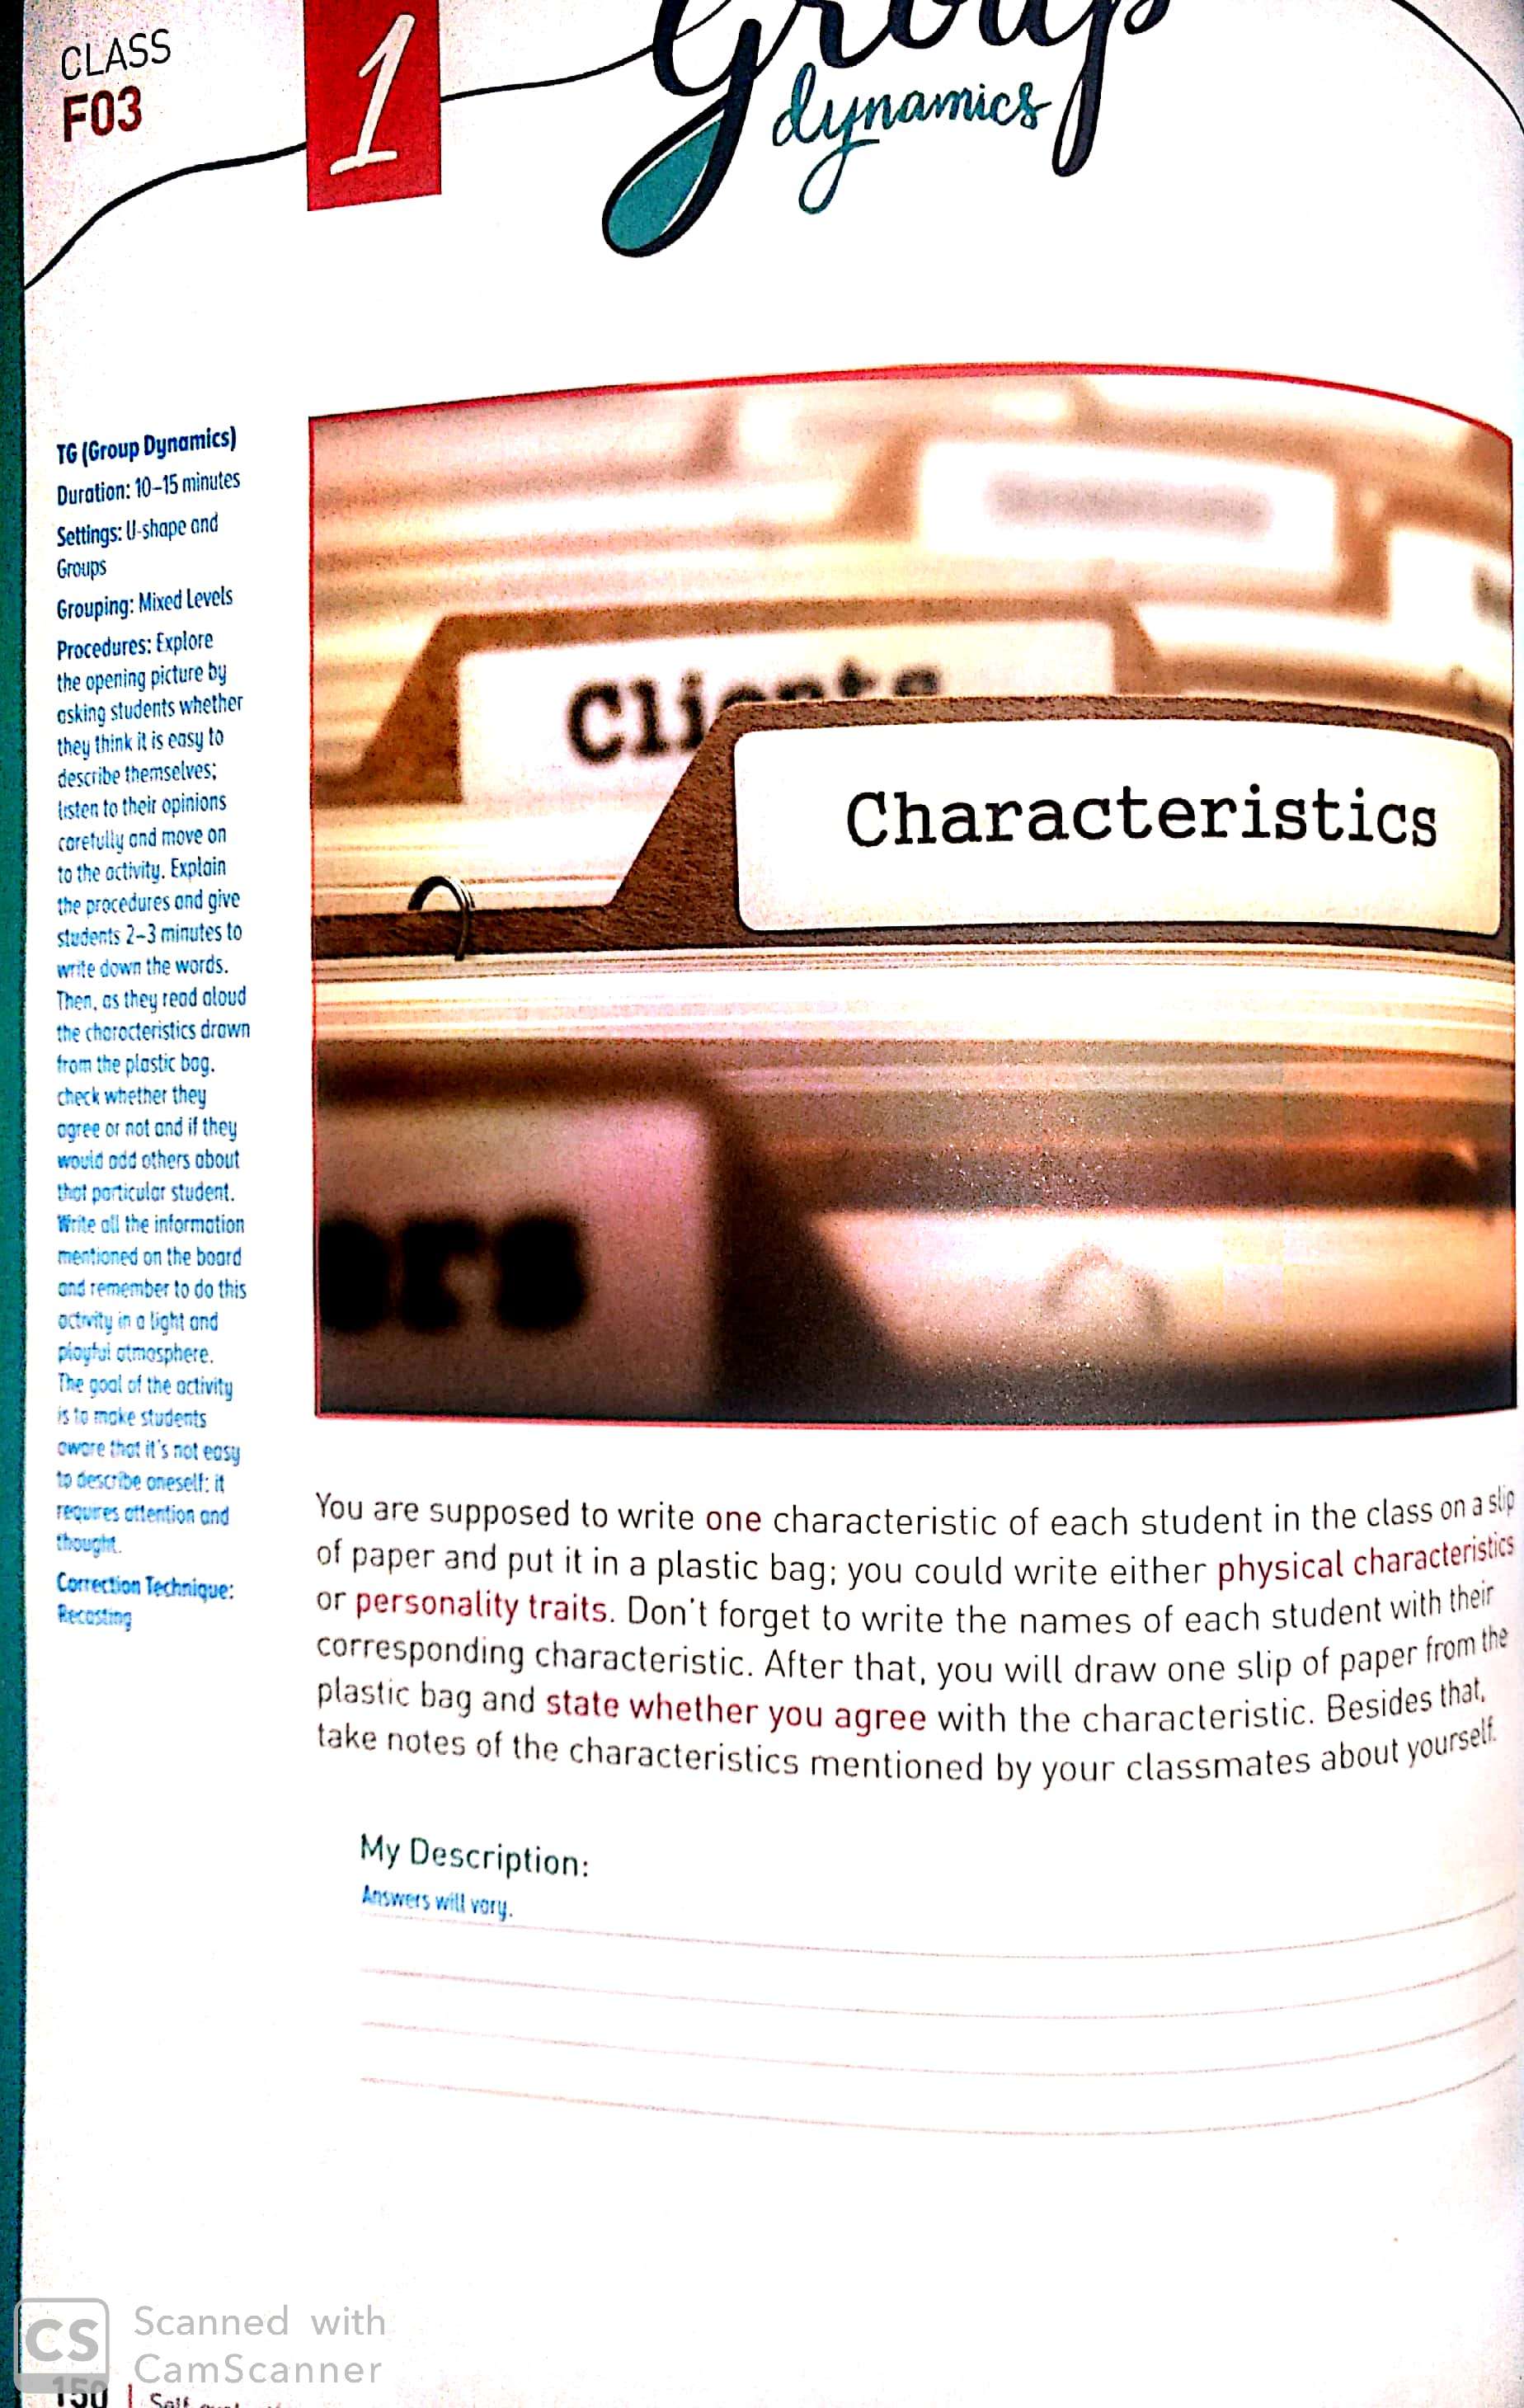 CLASS
F03
1
Group
dynamics
TG (Group Dynamics)
Duration: 10–15 minutes
Settings: U-shape and
Groups
Grouping: Mixed Levels
Procedures: Explore
the opening picture by
asking students whether
they think it is easy to
describe themselves;
listen to their opinions
carefully and move on
to the activity. Explain
the procedures and give
students 2–3 minutes to
write down the words.
Then, as they read aloud
the characteristics drawn
from the plastic bag,
check whether they
agree or not and if they
would add others about
that particular student.
Write all the information
mentioned on the board
and remember to do this
activity in a light and
playful atmosphere.
The goal of the activity
is to make students
aware that it's not easy
to describe oneself; it
requires attention and
thought.
Correction Technique:
Recasting
Clients
Characteristics
ors
You are supposed to write one characteristic of each student in the class on a slip
of paper and put it in a plastic bag; you could write either physical characteristics
or personality traits. Don't forget to write the names of each student with their
corresponding characteristic. After that, you will draw one slip of paper from the
plastic bag and state whether you agree with the characteristic. Besides that,
take notes of the characteristics mentioned by your classmates about yourself.
My Description:
Answers will vary.
CS
Scanned with
CamScanner
150 | Self